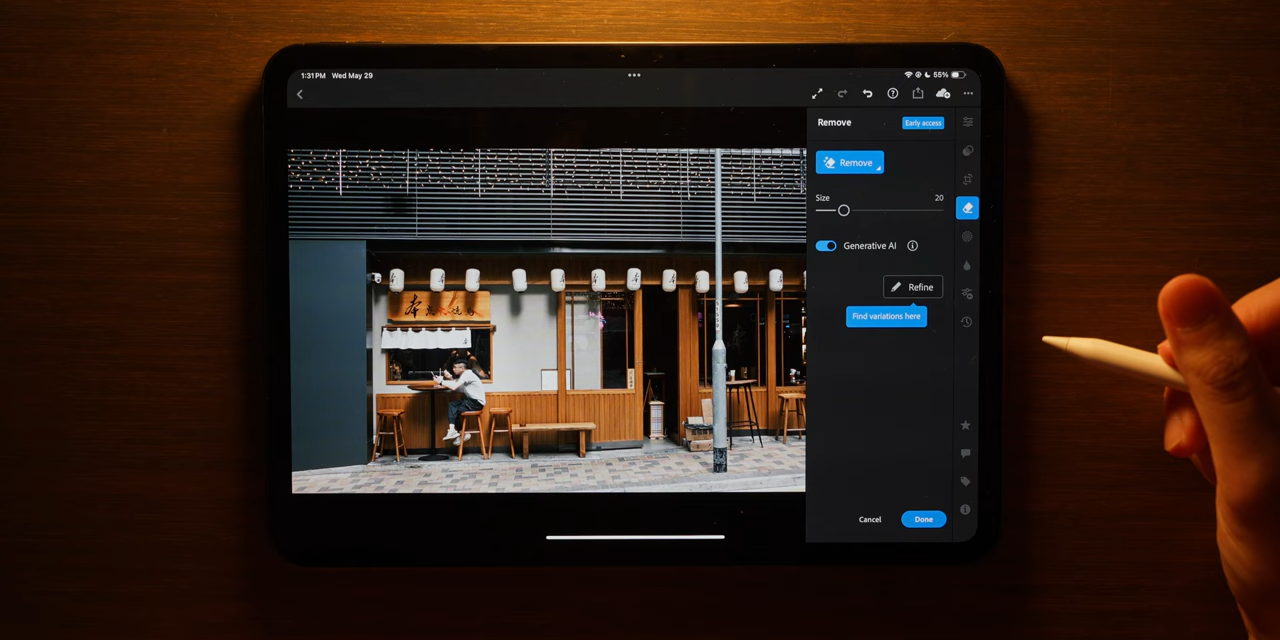 1:31 PM Wed May 29
55%
Remove
Early access
Remove
Size 20
Generative AI
Refine
Find variations here
Cancel Done
本